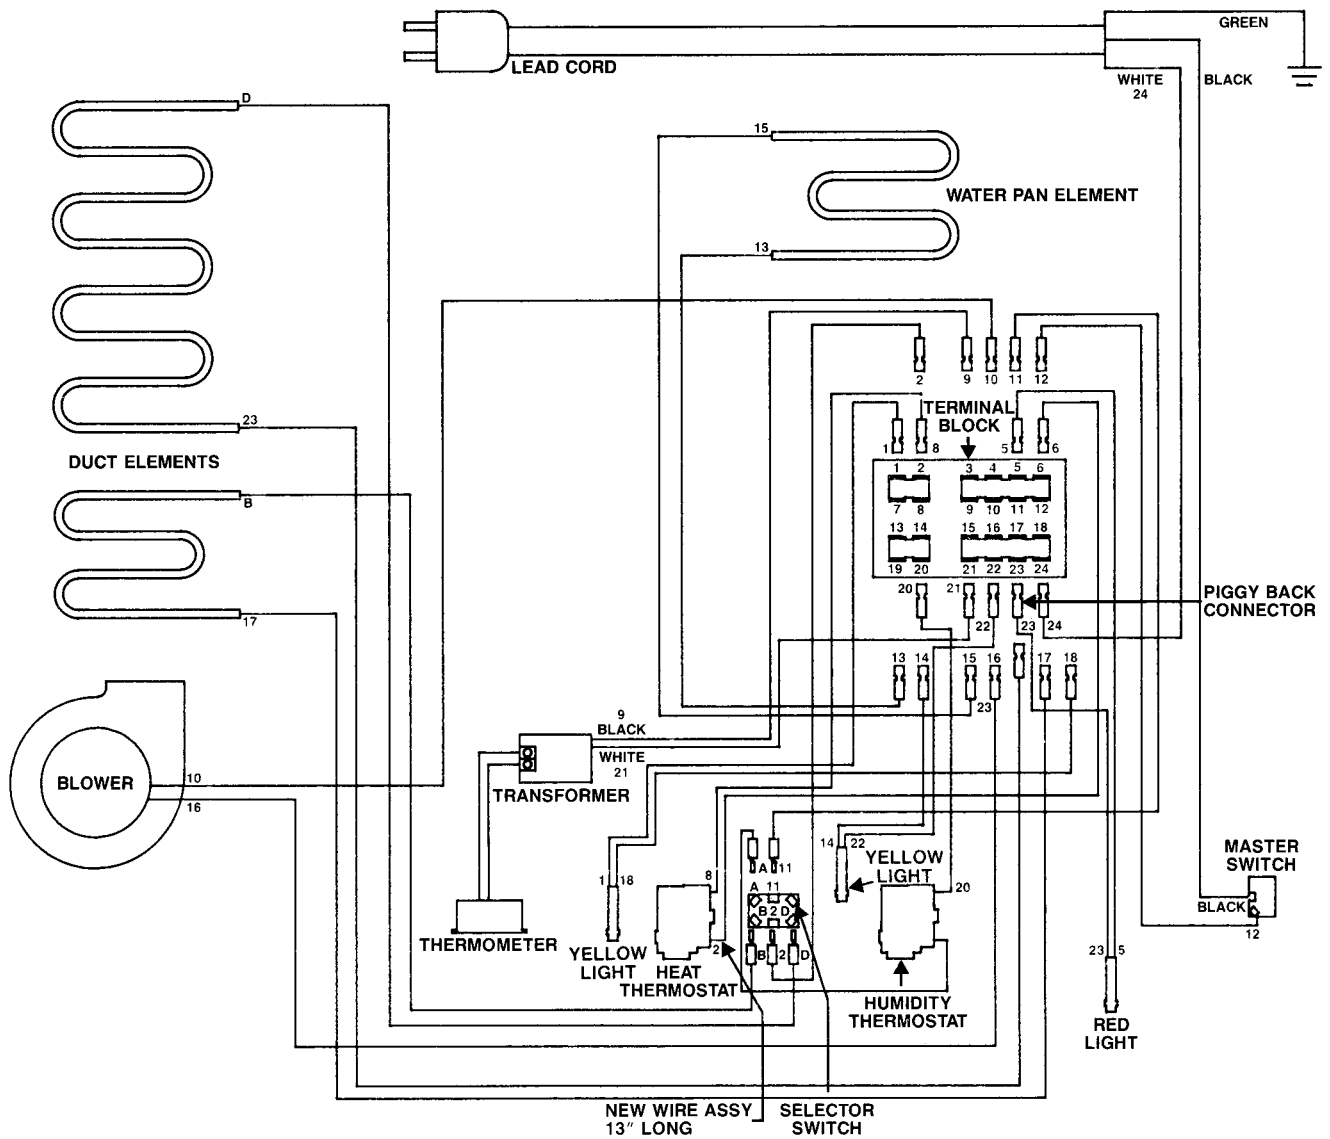 GREEN
LEAD CORD
WHITE
24
BLACK
D
15
WATER PAN ELEMENT
13
2 9 10 11 12
TERMINAL
BLOCK
1 8 5 6
23
DUCT ELEMENTS
1 2 3 4 5 6
7 8 9 10 11 12
B
13 14 15 16 17 18
19 20 21 22 23 24
20 21
PIGGY BACK
CONNECTOR
17
22 23 24
13 14 15 16 17 18
23
9
BLACK
WHITE
21
BLOWER
10
16
TRANSFORMER
14 22
YELLOW
LIGHT
MASTER
SWITCH
A 11
1 18
8
A 11
B 2 D
20
BLACK
12
THERMOMETER
YELLOW
LIGHT
2
B 2 D
23 5
HEAT
THERMOSTAT
HUMIDITY
THERMOSTAT
RED
LIGHT
NEW WIRE ASSY
13" LONG
SELECTOR
SWITCH